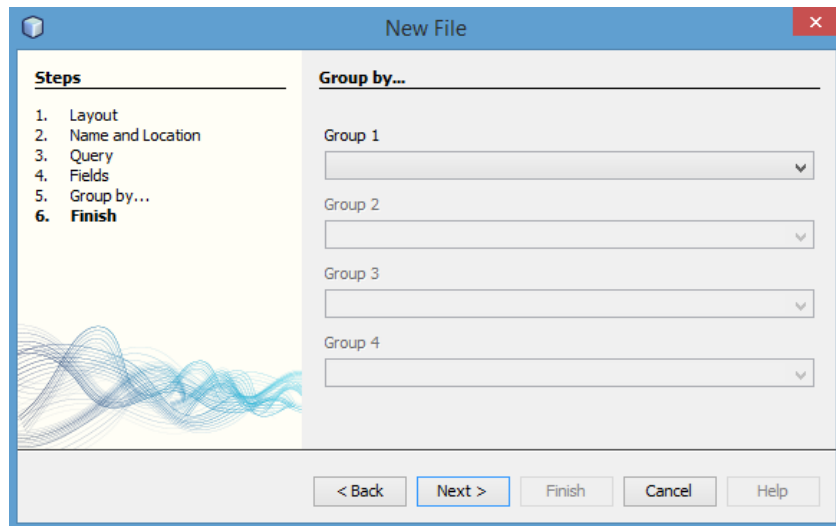 New File
Steps
1. Layout
2. Name and Location
3. Query
4. Fields
5. Group by...
6. Finish
Group by...
Group 1
Group 2
Group 3
Group 4
< Back Next > Finish Cancel Help